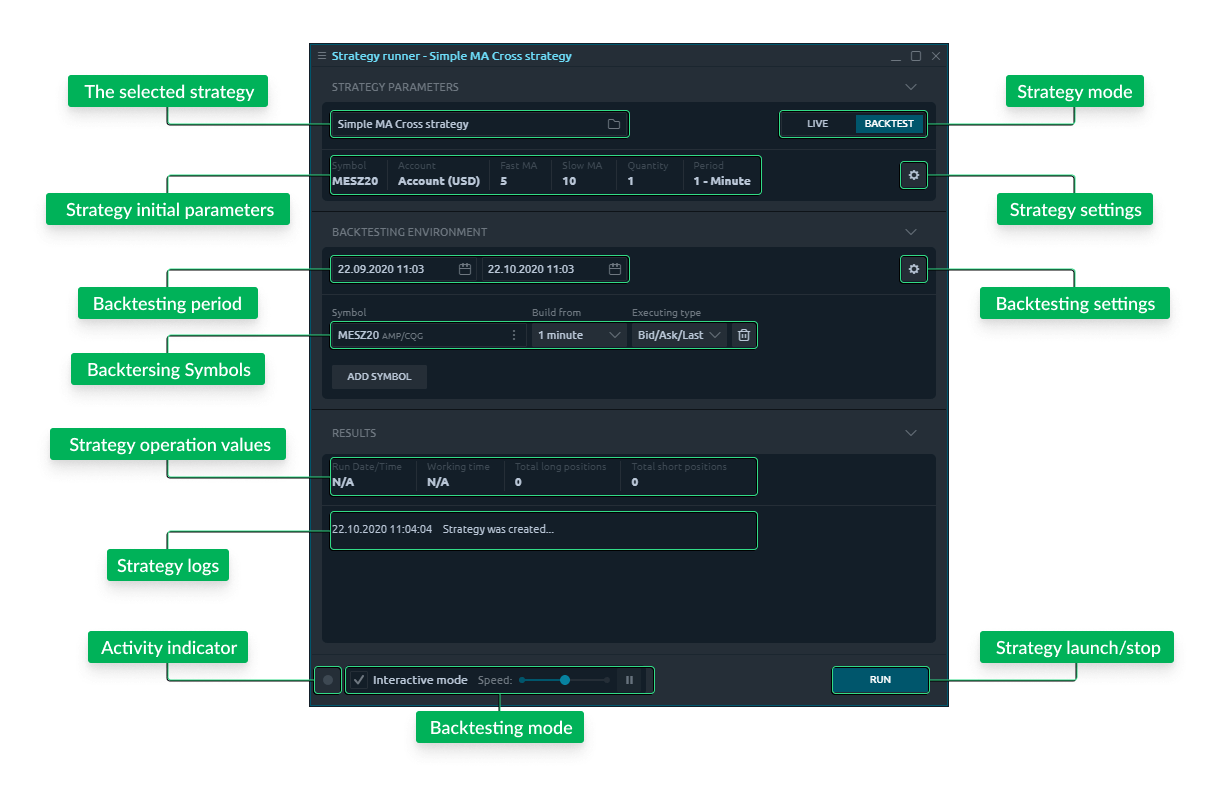 Strategy runner - Simple MA Cross strategy
STRATEGY PARAMETERS
The selected strategy
Strategy mode
Simple MA Cross strategy
LIVE BACKTEST
Symbol Account Fast MA Slow MA Quantity Period
MESZ20 Account (USD) 5 10 1 1 - Minute
Strategy initial parameters
Strategy settings
BACKTESTING ENVIRONMENT
22.09.2020 11:03 22.10.2020 11:03
Backtesting period
Backtesting settings
Symbol Build from Executing type
MESZ20 AMP/CQG 1 minute Bid/Ask/Last
Backtersing Symbols
ADD SYMBOL
RESULTS
Strategy operation values
Run Date/Time Working time Total long positions Total short positions
N/A N/A 0 0
22.10.2020 11:04:04 Strategy was created...
Strategy logs
Activity indicator
Strategy launch/stop
Interactive mode Speed:
RUN
Backtesting mode